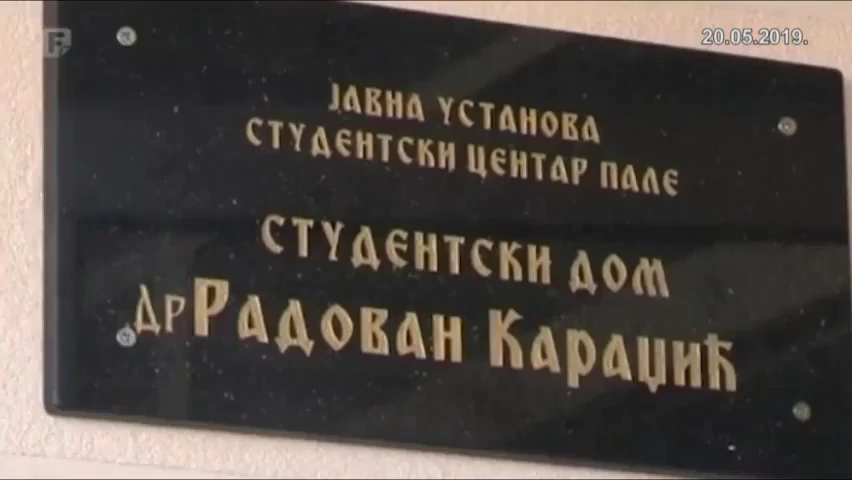 F
20.05.2019.
ЈАВНА УСТАНОВА
СТУДЕНТСКИ ЦЕНТАР ПАЛЕ
СТУДЕНТСКИ ДОМ
ДР РАДОВАН КАРАЏИЋ